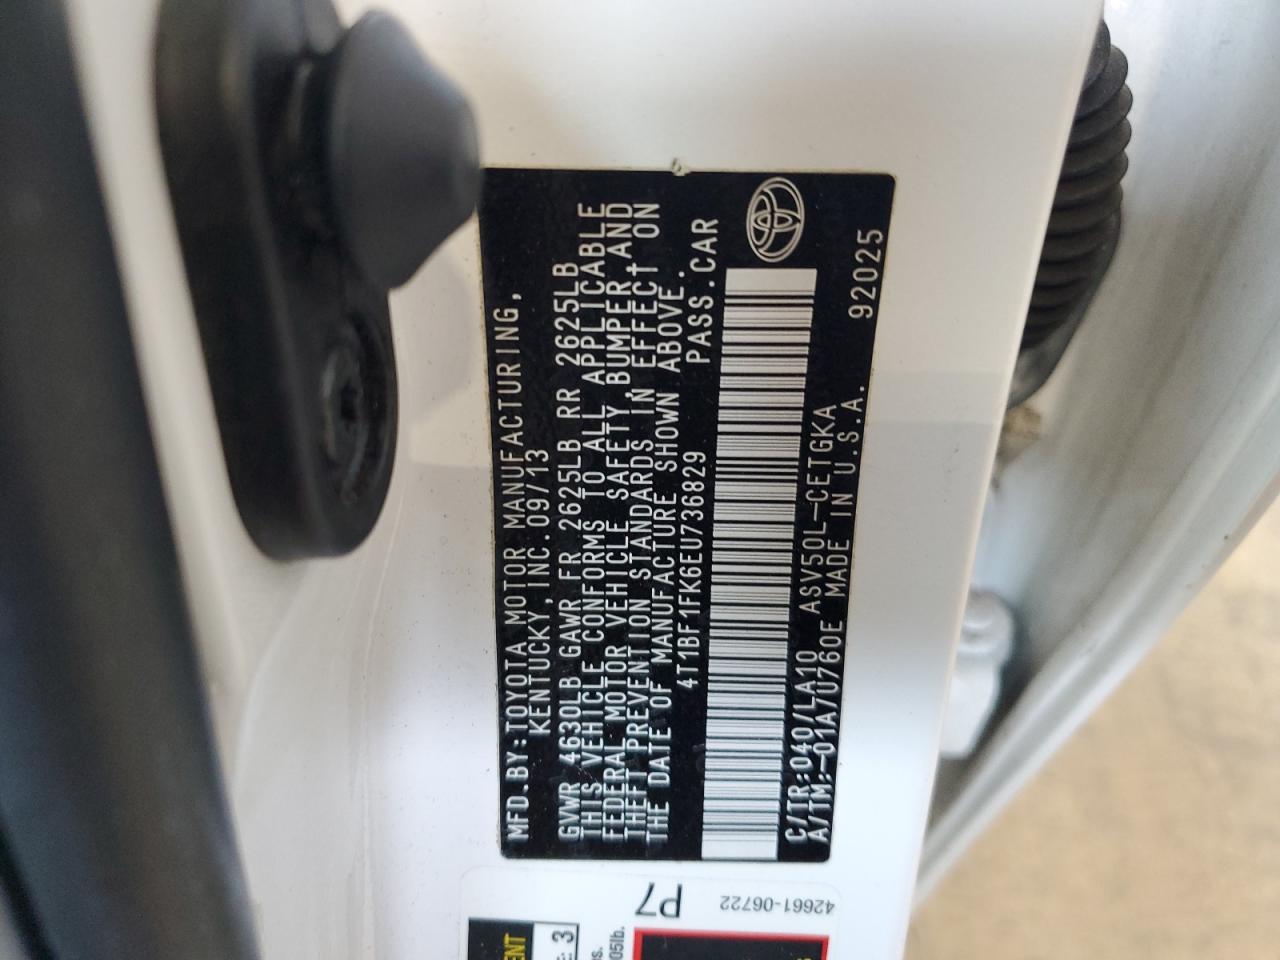 MFD.BY:TOYOTA MOTOR MANUFACTURING,
KENTUCKY,INC.09/13
GVWR 4630LB GAWR FR 2625LB RR 2625LB
THIS VEHICLE CONFORMS TO ALL APPLICABLE
FEDERAL MOTOR VEHICLE SAFETY,BUMPER,AND
THEFT PREVENTION STANDARDS IN EFFECT ON
THE DATE OF MANUFACTURE SHOWN ABOVE.
4T1BF1FK6EU736829 PASS.CAR
C/TR:040/LA10 ASV50L-CETGKA 92025
A/TM:-01A/U760E MADE IN U.S.A.
P7
42661-06722
ENT
3
05lb.